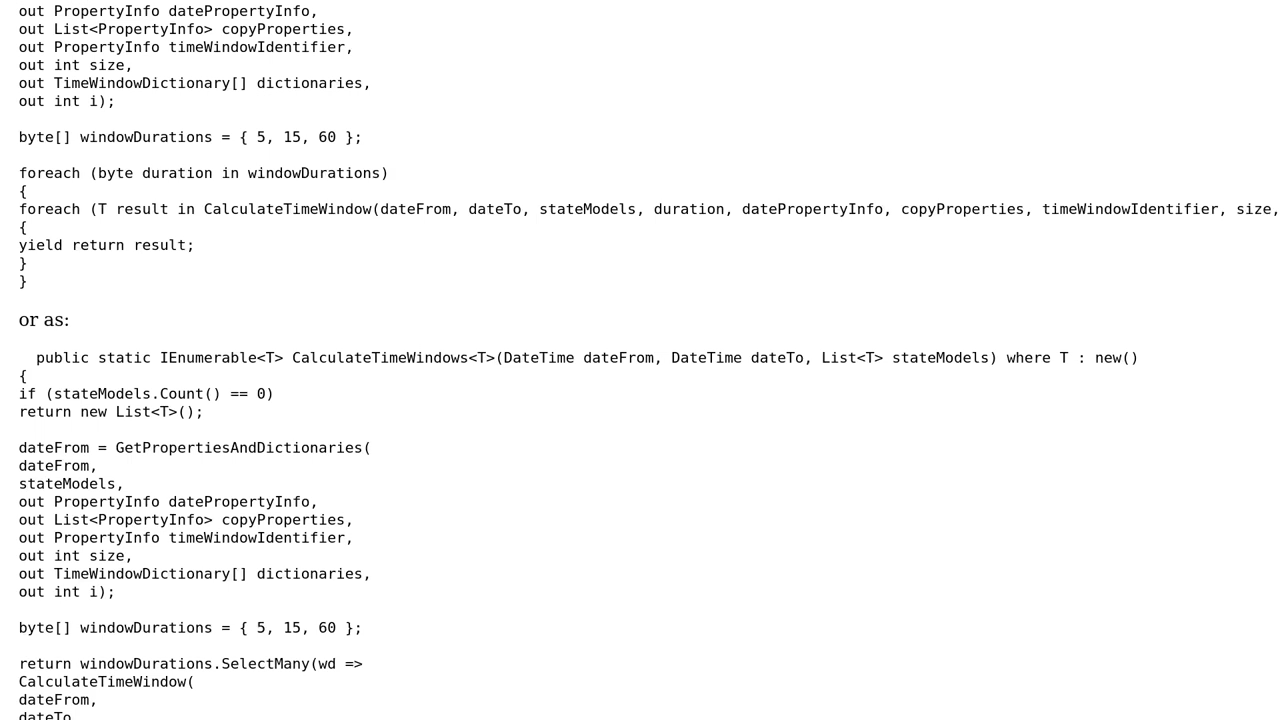 out PropertyInfo datePropertyInfo,
out List<PropertyInfo> copyProperties,
out PropertyInfo timeWindowIdentifier,
out int size,
out TimeWindowDictionary[] dictionaries,
out int i);
byte[] windowDurations = { 5, 15, 60 };
foreach (byte duration in windowDurations)
{
foreach (T result in CalculateTimeWindow(dateFrom, dateTo, stateModels, duration, datePropertyInfo, copyProperties, timeWindowIdentifier, size,
{
yield return result;
}
}
or as:
public static IEnumerable<T> CalculateTimeWindows<T>(DateTime dateFrom, DateTime dateTo, List<T> stateModels) where T : new()
{
if (stateModels.Count() == 0)
return new List<T>();
dateFrom = GetPropertiesAndDictionaries(
dateFrom,
stateModels,
out PropertyInfo datePropertyInfo,
out List<PropertyInfo> copyProperties,
out PropertyInfo timeWindowIdentifier,
out int size,
out TimeWindowDictionary[] dictionaries,
out int i);
byte[] windowDurations = { 5, 15, 60 };
return windowDurations.SelectMany(wd =>
CalculateTimeWindow(
dateFrom,
dateTo